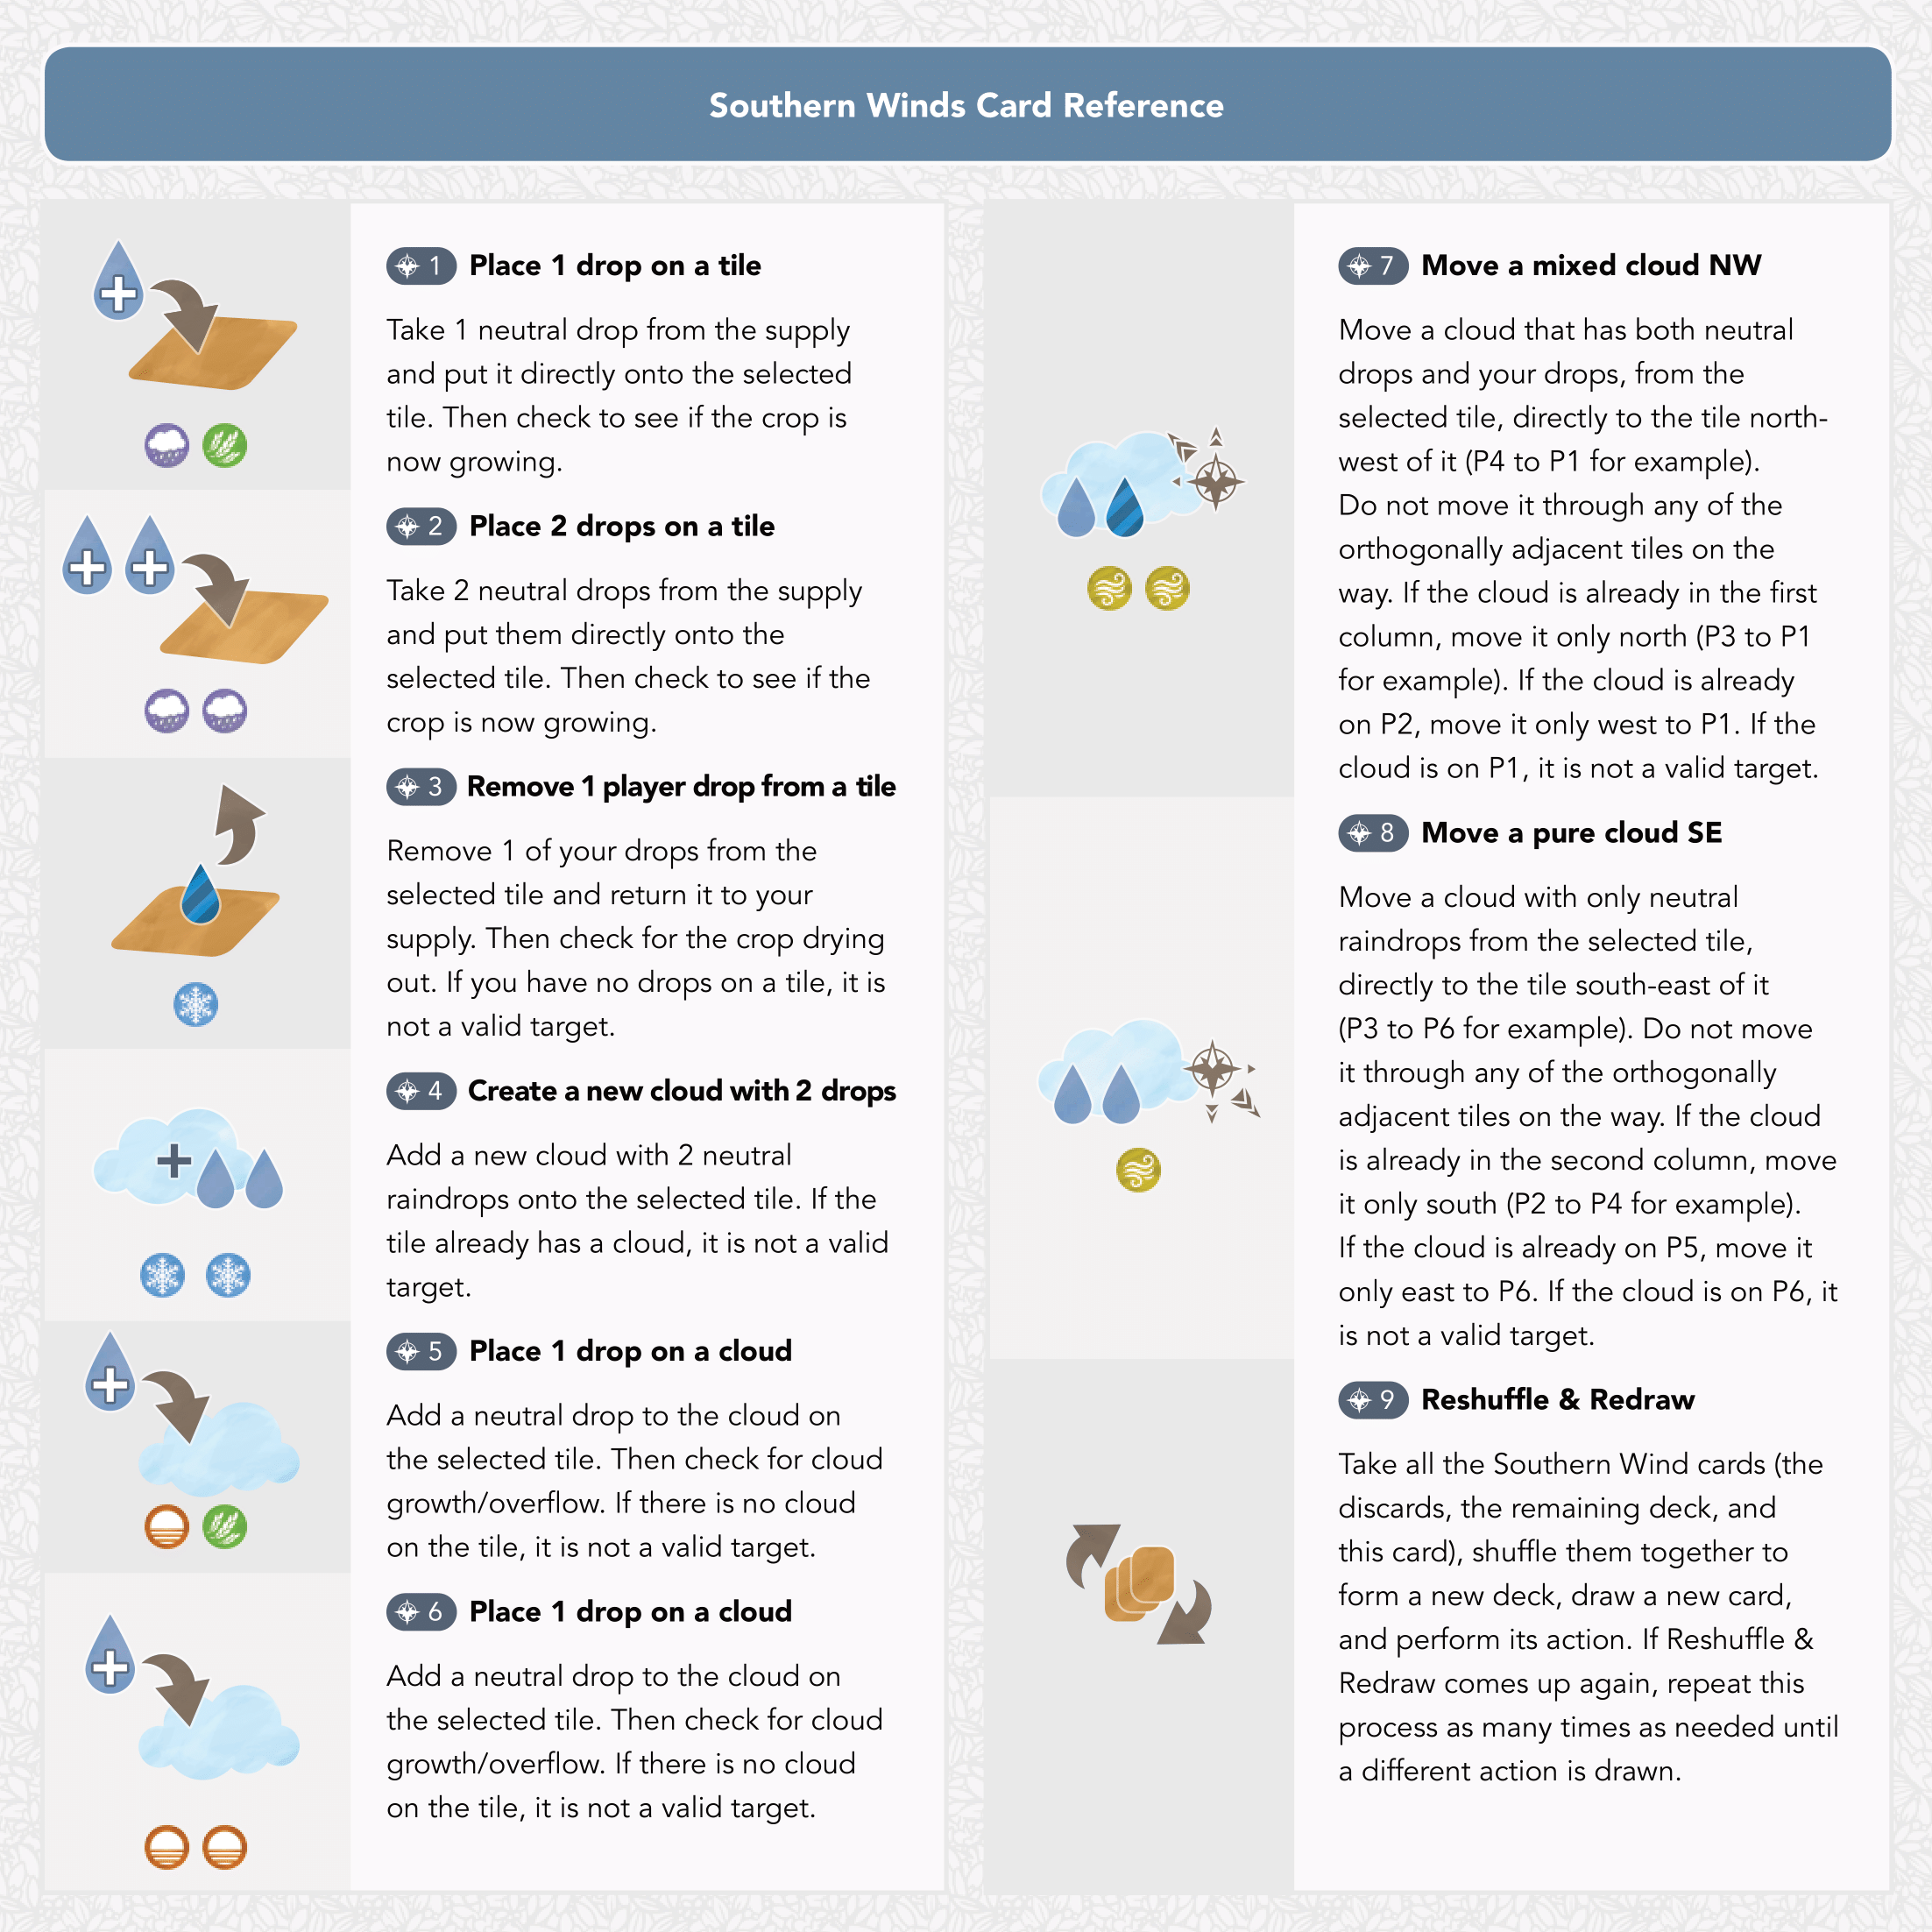 Southern Winds Card Reference
1 Place 1 drop on a tile
Take 1 neutral drop from the supply
and put it directly onto the selected
tile. Then check to see if the crop is
now growing.
2 Place 2 drops on a tile
Take 2 neutral drops from the supply
and put them directly onto the
selected tile. Then check to see if the
crop is now growing.
3 Remove 1 player drop from a tile
Remove 1 of your drops from the
selected tile and return it to your
supply. Then check for the crop drying
out. If you have no drops on a tile, it is
not a valid target.
4 Create a new cloud with 2 drops
Add a new cloud with 2 neutral
raindrops onto the selected tile. If the
tile already has a cloud, it is not a valid
target.
5 Place 1 drop on a cloud
Add a neutral drop to the cloud on
the selected tile. Then check for cloud
growth/overflow. If there is no cloud
on the tile, it is not a valid target.
6 Place 1 drop on a cloud
Add a neutral drop to the cloud on
the selected tile. Then check for cloud
growth/overflow. If there is no cloud
on the tile, it is not a valid target.
7 Move a mixed cloud NW
Move a cloud that has both neutral
drops and your drops, from the
selected tile, directly to the tile north-
west of it (P4 to P1 for example).
Do not move it through any of the
orthogonally adjacent tiles on the
way. If the cloud is already in the first
column, move it only north (P3 to P1
for example). If the cloud is already
on P2, move it only west to P1. If the
cloud is on P1, it is not a valid target.
8 Move a pure cloud SE
Move a cloud with only neutral
raindrops from the selected tile,
directly to the tile south-east of it
(P3 to P6 for example). Do not move
it through any of the orthogonally
adjacent tiles on the way. If the cloud
is already in the second column, move
it only south (P2 to P4 for example).
If the cloud is already on P5, move it
only east to P6. If the cloud is on P6, it
is not a valid target.
9 Reshuffle & Redraw
Take all the Southern Wind cards (the
discards, the remaining deck, and
this card), shuffle them together to
form a new deck, draw a new card,
and perform its action. If Reshuffle &
Redraw comes up again, repeat this
process as many times as needed until
a different action is drawn.